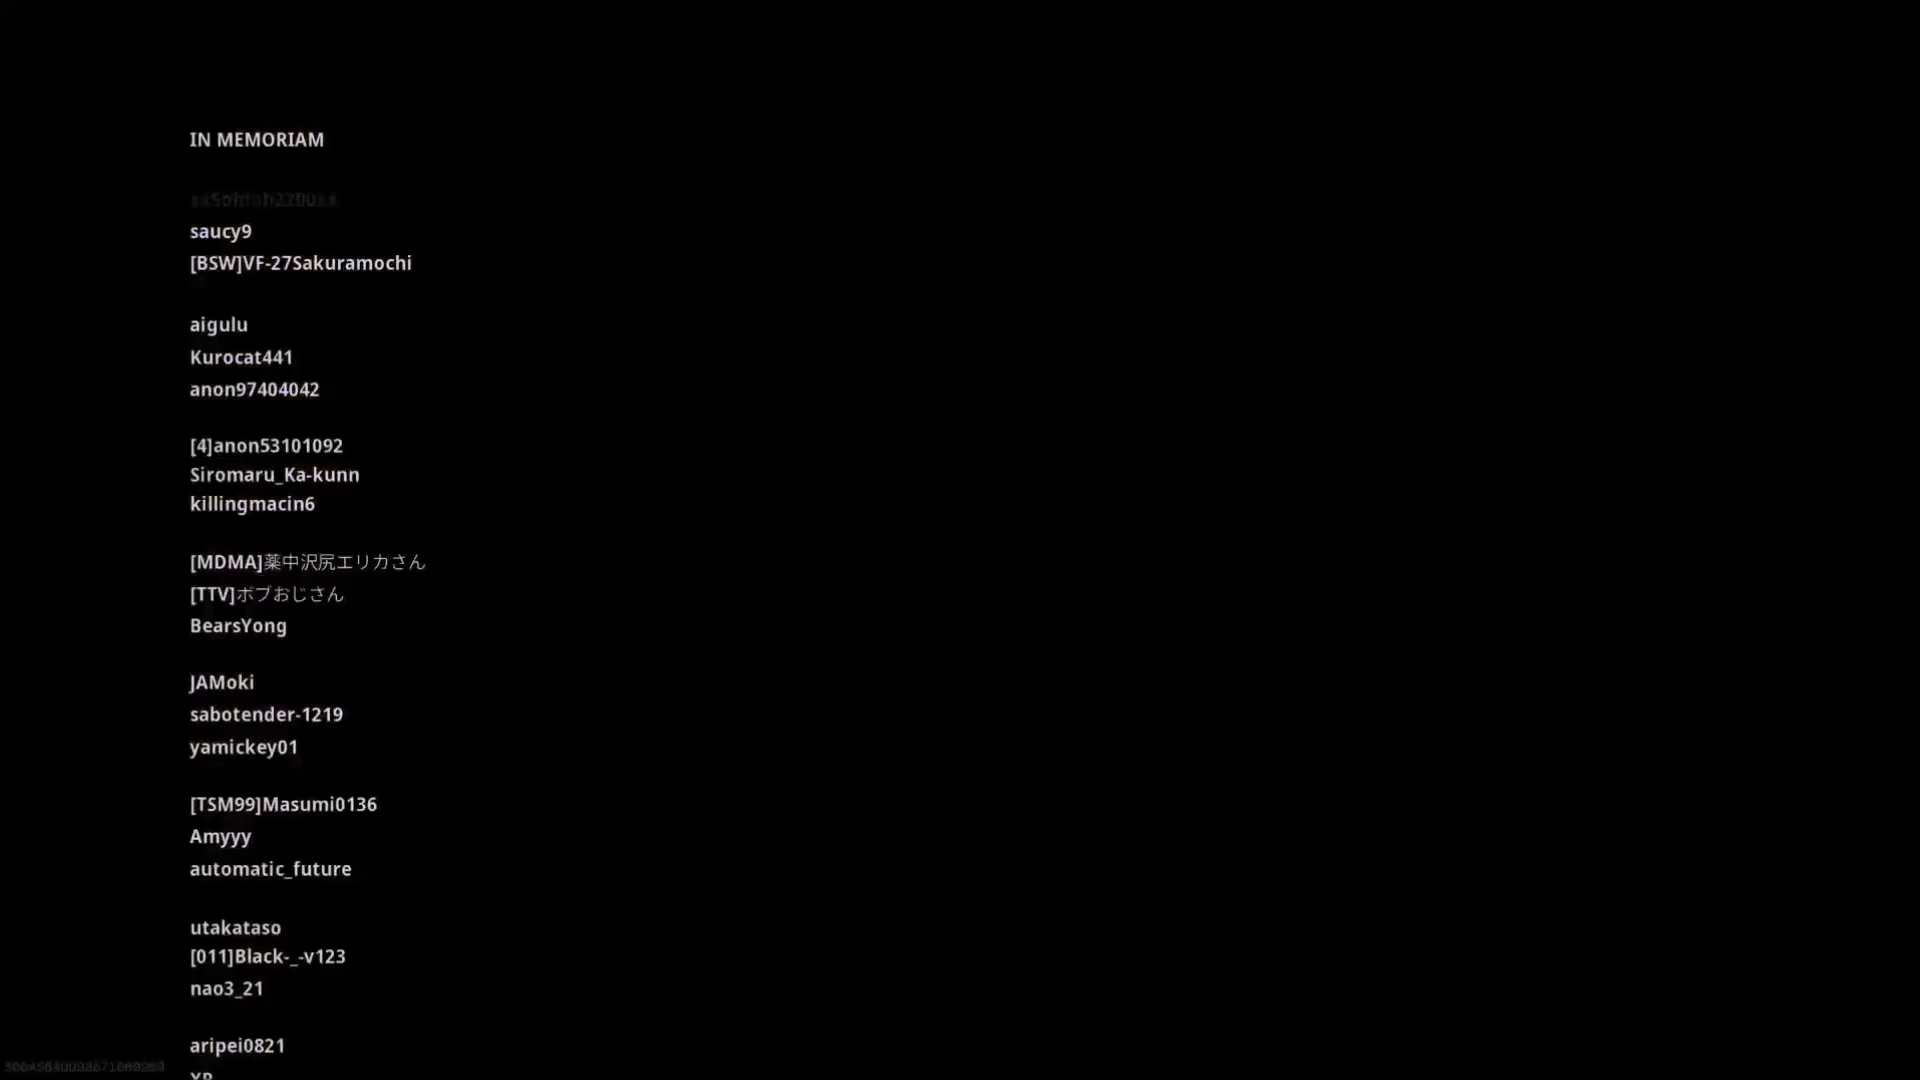 IN MEMORIAM
saucy9
[BSW]VF-27Sakuramochi
aigulu
Kurocat441
anon97404042
[4]anon53101092
Siromaru_Ka-kunn
killingmacin6
[MDMA]薬中沢尻エリカさん
[TTV]ボブおじさん
BearsYong
JAMoki
sabotender-1219
yamickey01
[TSM99]Masumi0136
Amyyy
automatic_future
utakataso
[011]Black-_-v123
nao3_21
aripei0821